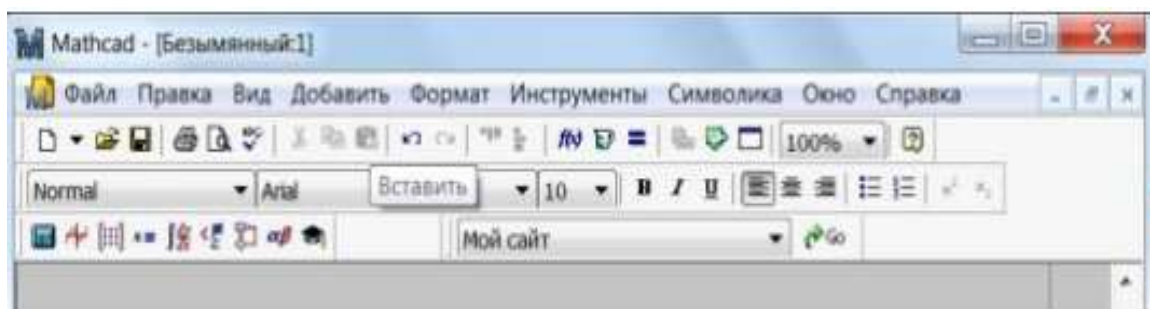 Mathcad - [Безымянный:1]
Файл Правка Вид Добавить Формат Инструменты Символика Окно Справка
100%
Normal Arial Вставить 10 B I U
αβ Мой сайт Go